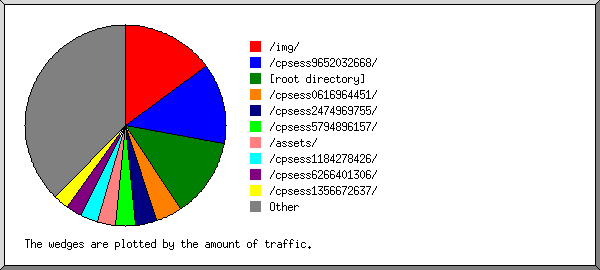 /img/
/cpsess9652032668/
[root directory]
/cpsess0616964451/
/cpsess2474969755/
/cpsess5794896157/
/assets/
/cpsess1184278426/
/cpsess6266401306/
/cpsess1356672637/
Other
The wedges are plotted by the amount of traffic.